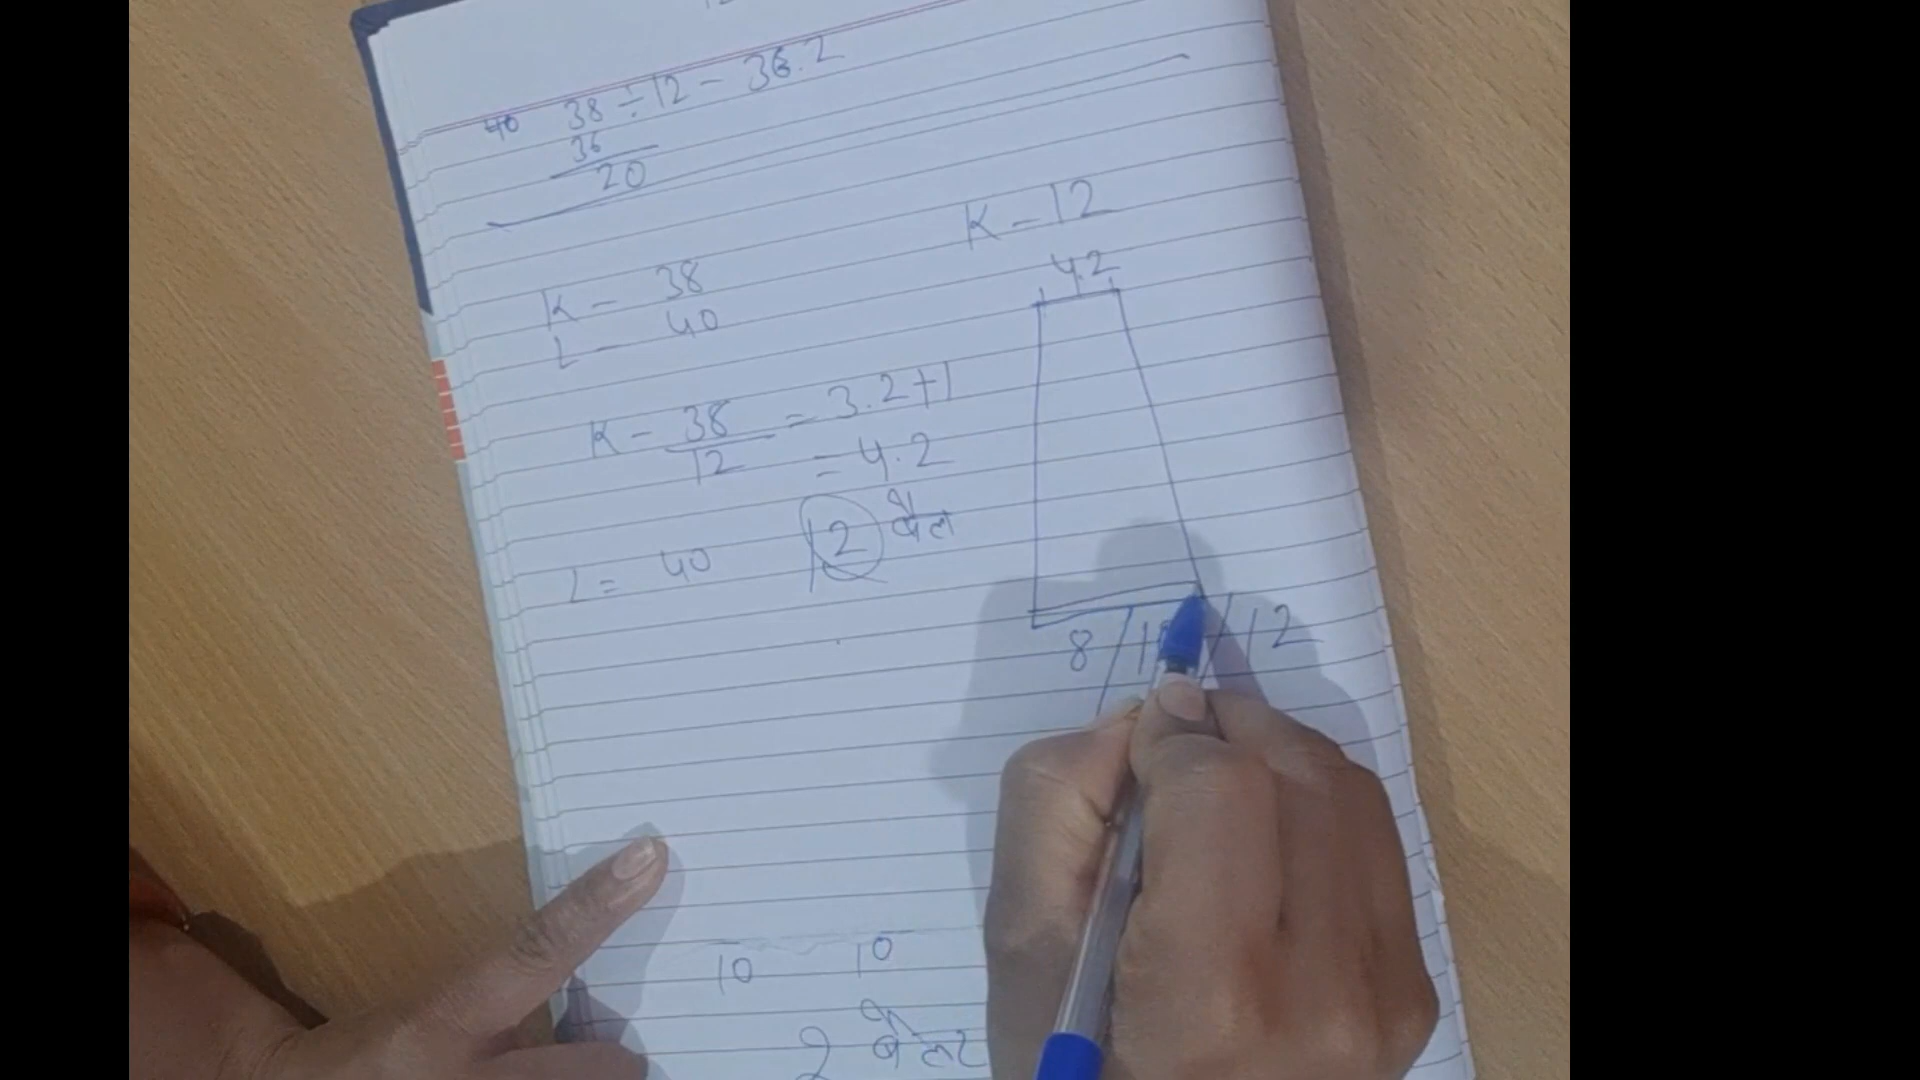 40 38 ÷ 12 - 36.2
36
20
K - 12
4.2
K - 38
L - 40
K - 38/12 = 3.2+1
= 4.2
L = 40
12
8 / 1 / 12
10 10
2